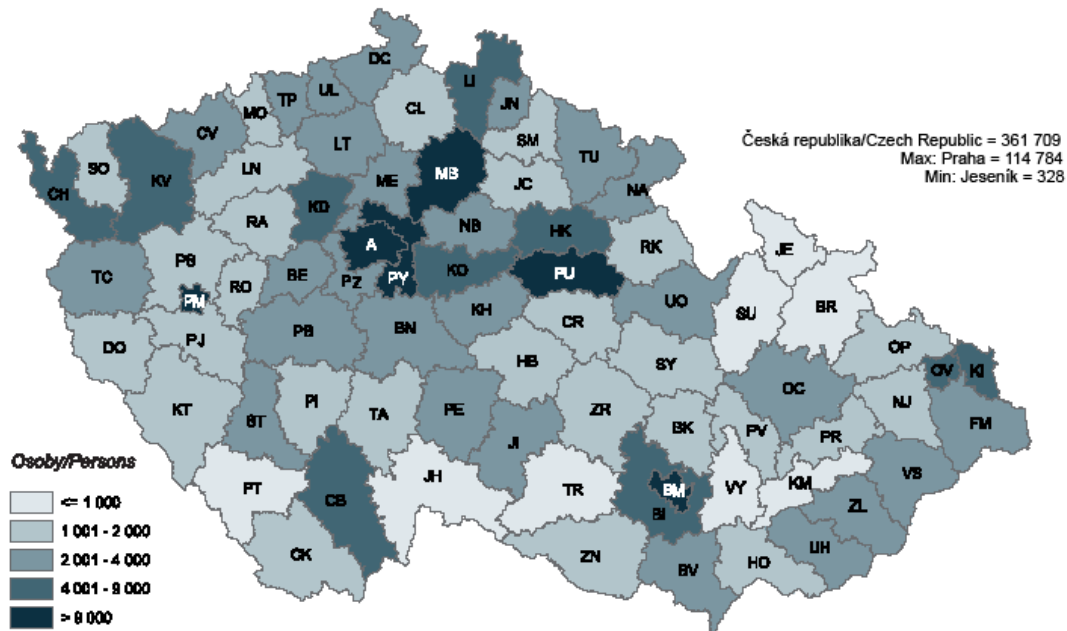 DC
LI
UL
TP
JN
MO
CL
CV
SM
LT
TU
SO
LN
MB
ME
JC
NA
CH
KV
KD
RA
NB
HK
A
RK
JE
PS
KO
TC
BE
PZ
PY
PU
RO
PM
UO
BR
KH
SU
PB
BN
CR
DO
PJ
OP
HB
SY
OV
KI
OC
KT
PI
TA
PE
ZR
NJ
ST
BK
PV
PR
FM
JI
VS
PT
CB
JH
TR
BM
VY
KM
BI
ZL
CK
ZN
BV
HO
UH
Česká republika/Czech Republic = 361 709
Max: Praha = 114 784
Min: Jeseník = 328
Osoby/Persons
<= 1 000
1 001 - 2 000
2 001 - 4 000
4 001 - 9 000
> 9 000